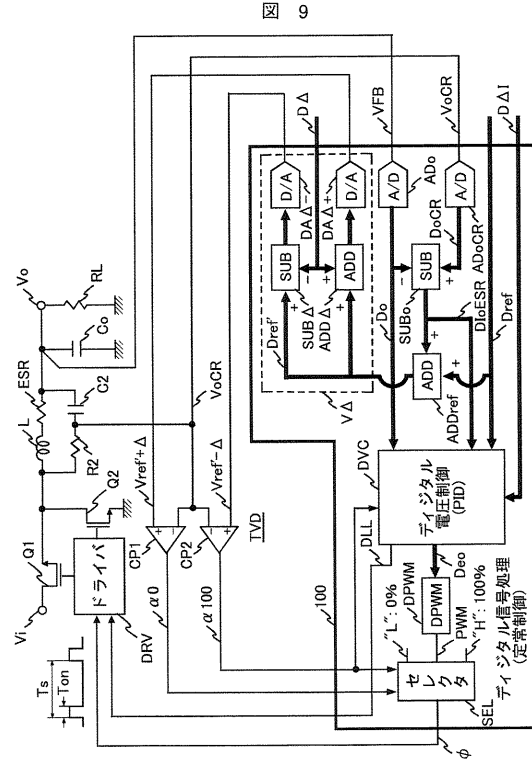 図 9
Ts
Ton
Vi
Q1
ドライバ
DRV
Q2
L
ESR
R2
C2
Co
RL
Vo
VoCR
CP1
CP2
Vref'+Δ
Vref'-Δ
TVD
α0
α100
100
D/A
DAΔ-
D/A
DAΔ+
SUB
SUBΔ
ADD
ADDΔ
+
-
+
+
Dref'
VΔ
DΔ
VFB
VoCR
A/D
ADo
A/D
ADoCR
Do
DoCR
SUB
SUBo
-
+
ADD
ADDref
+
+
DIoESR
Dref
DΔI
DVC
DLL
ディジタル
電圧制御
(PID)
Deo
DPWM
DPWM
PWM
"L": 0%
"H": 100%
セレクタ
SEL
φ
ディジタル信号処理
(定常制御)